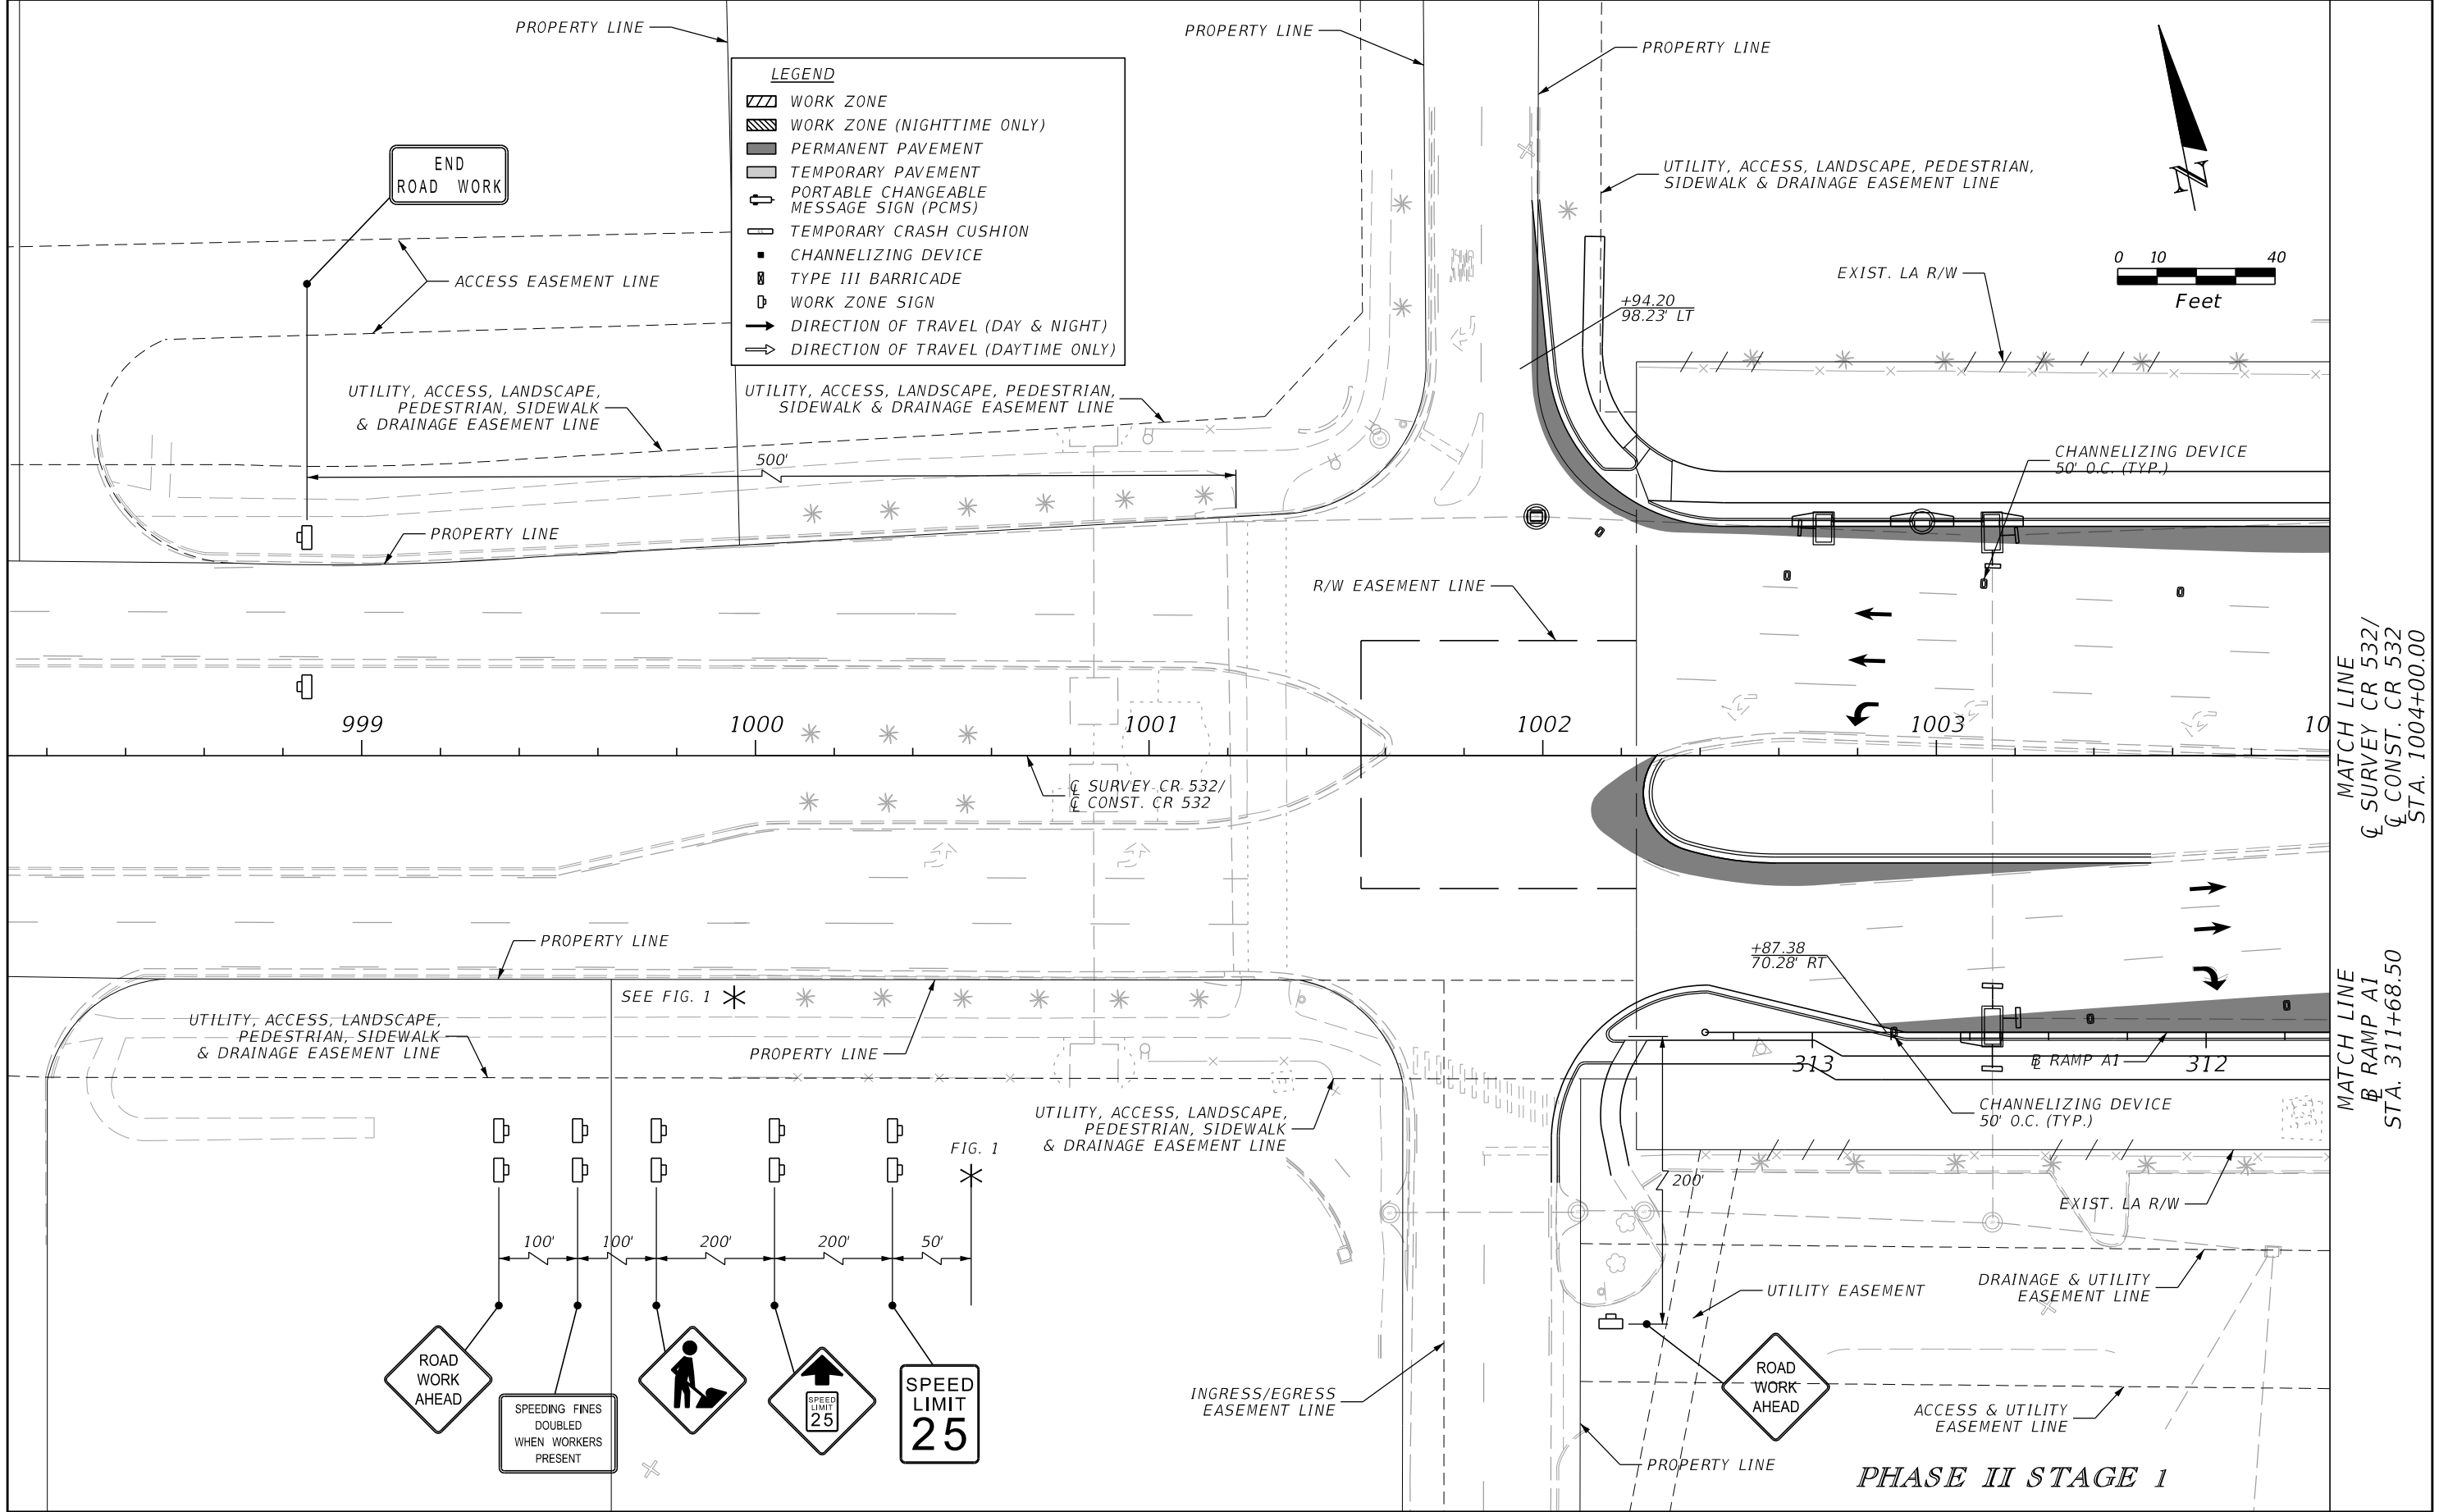 PROPERTY LINE
PROPERTY LINE
PROPERTY LINE
LEGEND
WORK ZONE
WORK ZONE (NIGHTTIME ONLY)
PERMANENT PAVEMENT
TEMPORARY PAVEMENT
PORTABLE CHANGEABLE
MESSAGE SIGN (PCMS)
TEMPORARY CRASH CUSHION
CHANNELIZING DEVICE
TYPE III BARRICADE
WORK ZONE SIGN
DIRECTION OF TRAVEL (DAY & NIGHT)
DIRECTION OF TRAVEL (DAYTIME ONLY)
END
ROAD WORK
ACCESS EASEMENT LINE
UTILITY, ACCESS, LANDSCAPE, PEDESTRIAN,
SIDEWALK & DRAINAGE EASEMENT LINE
N
0 10 40
Feet
EXIST. LA R/W
+94.20
98.23' LT
UTILITY, ACCESS, LANDSCAPE,
PEDESTRIAN, SIDEWALK
& DRAINAGE EASEMENT LINE
UTILITY, ACCESS, LANDSCAPE, PEDESTRIAN,
SIDEWALK & DRAINAGE EASEMENT LINE
500'
CHANNELIZING DEVICE
50' O.C. (TYP.)
PROPERTY LINE
R/W EASEMENT LINE
999
1000
1001
1002
1003
10
℄ SURVEY CR 532/
℄ CONST. CR 532
MATCH LINE
℄ SURVEY CR 532/
℄ CONST. CR 532
STA. 1004+00.00
PROPERTY LINE
SEE FIG. 1
PROPERTY LINE
UTILITY, ACCESS, LANDSCAPE,
PEDESTRIAN, SIDEWALK
& DRAINAGE EASEMENT LINE
+87.38
70.28' RT
313
B RAMP A1
312
MATCH LINE
B RAMP A1
STA. 311+68.50
CHANNELIZING DEVICE
50' O.C. (TYP.)
UTILITY, ACCESS, LANDSCAPE,
PEDESTRIAN, SIDEWALK
& DRAINAGE EASEMENT LINE
FIG. 1
200'
EXIST. LA R/W
100'
100'
200'
200'
50'
DRAINAGE & UTILITY
EASEMENT LINE
UTILITY EASEMENT
ROAD
WORK
AHEAD
SPEEDING FINES
DOUBLED
WHEN WORKERS
PRESENT
SPEED
LIMIT
25
SPEED
LIMIT
25
INGRESS/EGRESS
EASEMENT LINE
ROAD
WORK
AHEAD
ACCESS & UTILITY
EASEMENT LINE
PROPERTY LINE
PHASE II STAGE 1